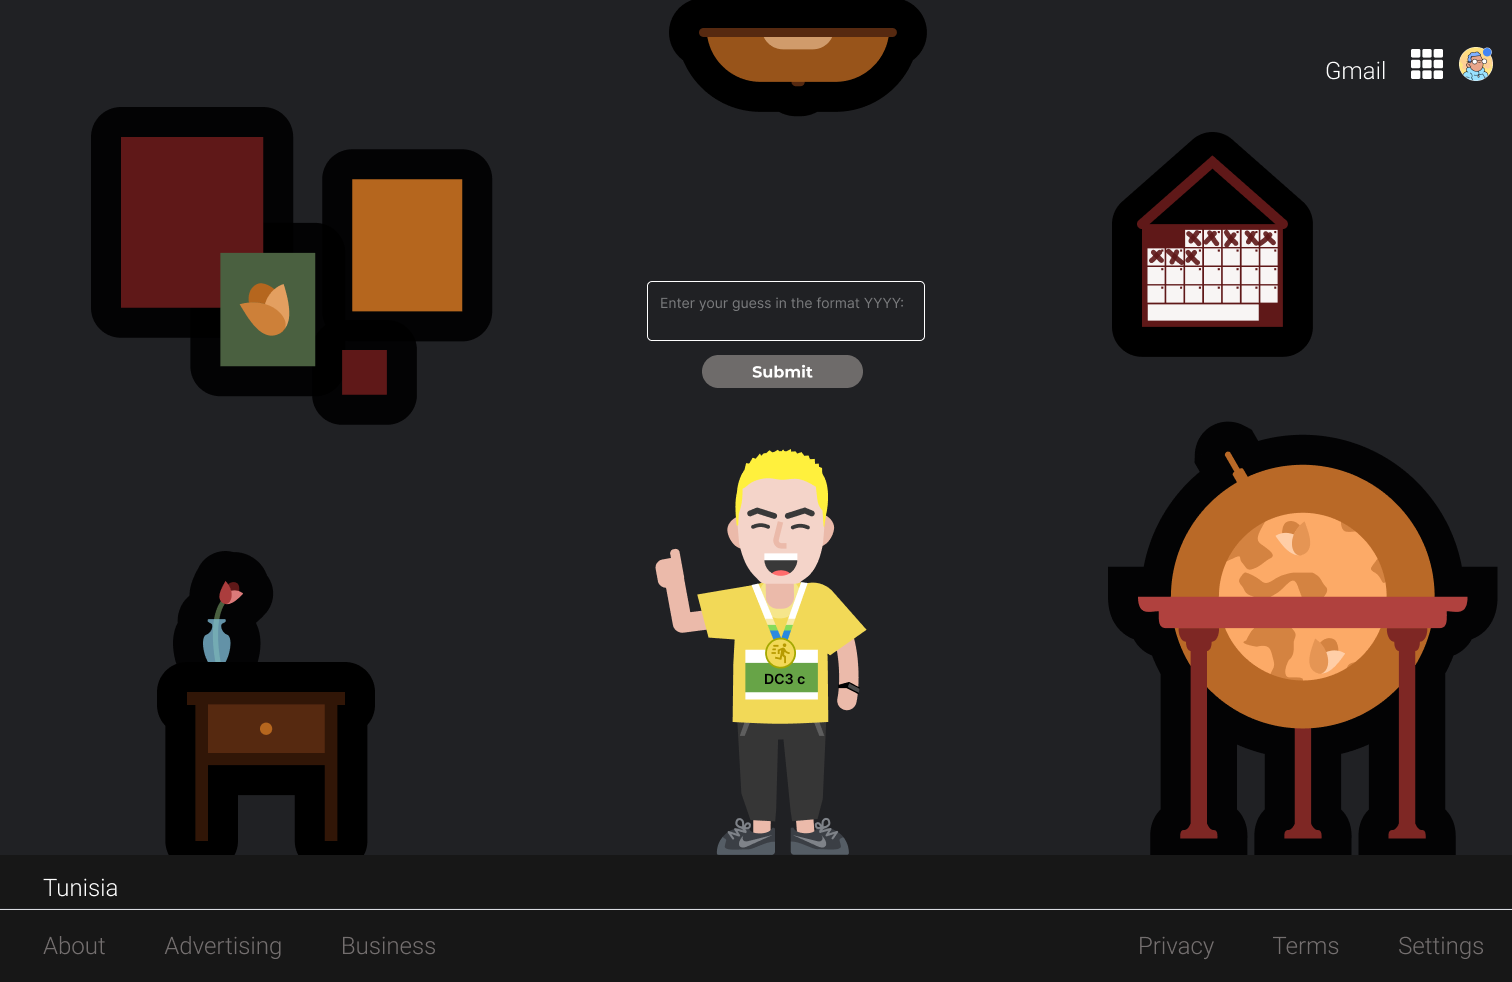 Gmail
Enter your guess in the format YYYY:
Submit
DC3 c
Tunisia
About Advertising Business Privacy Terms Settings